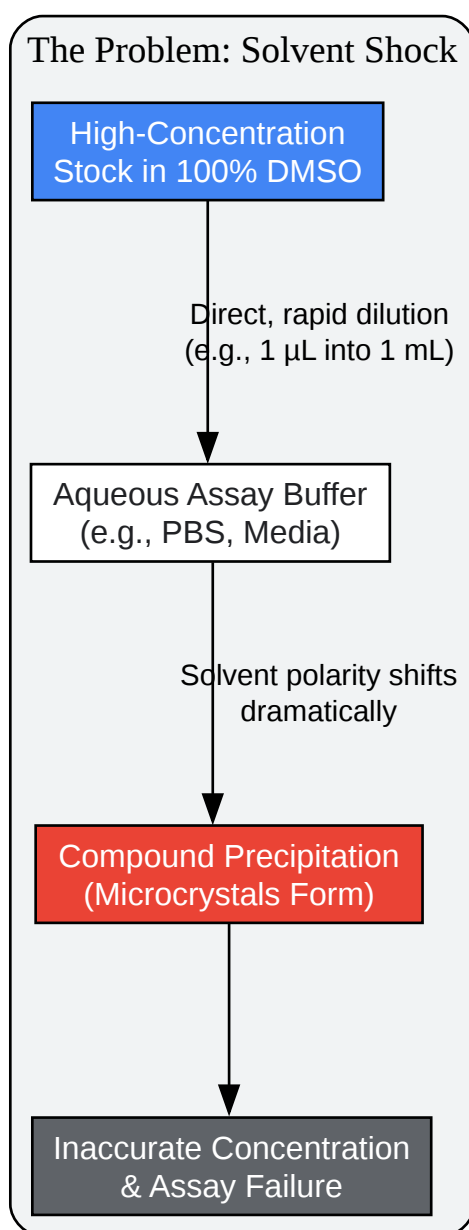 The Problem: Solvent Shock
High-Concentration
Stock in 100% DMSO
Direct, rapid dilution
(e.g., 1 µL into 1 mL)
Aqueous Assay Buffer
(e.g., PBS, Media)
Solvent polarity shifts
dramatically
Compound Precipitation
(Microcrystals Form)
Inaccurate Concentration
& Assay Failure